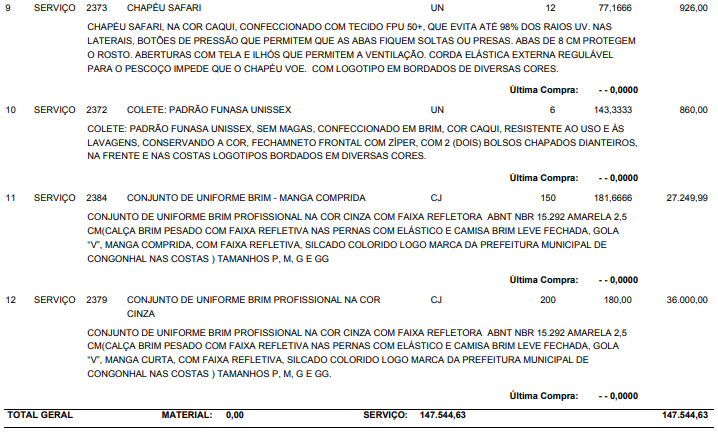 9 SERVIÇO 2373 CHAPÉU SAFARI UN 12 77,1666 926,00
CHAPÉU SAFARI, NA COR CAQUI, CONFECCIONADO COM TECIDO FPU 50+, QUE EVITA ATÉ 98% DOS RAIOS UV. NAS
LATERAIS, BOTÕES DE PRESSÃO QUE PERMITEM QUE AS ABAS FIQUEM SOLTAS OU PRESAS. ABAS DE 8 CM PROTEGEM
O ROSTO. ABERTURAS COM TELA E ILHÓS QUE PERMITEM A VENTILAÇÃO. CORDA ELÁSTICA EXTERNA REGULÁVEL
PARA O PESCOÇO IMPEDE QUE O CHAPÉU VOE. COM LOGOTIPO EM BORDADOS DE DIVERSAS CORES.
Última Compra: - - 0,0000
10 SERVIÇO 2372 COLETE: PADRÃO FUNASA UNISSEX UN 6 143,3333 860,00
COLETE: PADRÃO FUNASA UNISSEX, SEM MAGAS, CONFECCIONADO EM BRIM, COR CAQUI, RESISTENTE AO USO E ÀS
LAVAGENS, CONSERVANDO A COR, FECHAMNETO FRONTAL COM ZÍPER, COM 2 (DOIS) BOLSOS CHAPADOS DIANTEIROS,
NA FRENTE E NAS COSTAS LOGOTIPOS BORDADOS EM DIVERSAS CORES.
Última Compra: - - 0,0000
11 SERVIÇO 2384 CONJUNTO DE UNIFORME BRIM - MANGA COMPRIDA CJ 150 181,6666 27.249,99
CONJUNTO DE UNIFORME BRIM PROFISSIONAL NA COR CINZA COM FAIXA REFLETORA ABNT NBR 15.292 AMARELA 2,5
CM(CALÇA BRIM PESADO COM FAIXA REFLETIVA NAS PERNAS COM ELÁSTICO E CAMISA BRIM LEVE FECHADA, GOLA
“V”, MANGA COMPRIDA, COM FAIXA REFLETIVA, SILCADO COLORIDO LOGO MARCA DA PREFEITURA MUNICIPAL DE
CONGONHAL NAS COSTAS ) TAMANHOS P, M, G E GG
Última Compra: - - 0,0000
12 SERVIÇO 2379 CONJUNTO DE UNIFORME BRIM PROFISSIONAL NA COR CJ 200 180,00 36.000,00
CINZA
CONJUNTO DE UNIFORME BRIM PROFISSIONAL NA COR CINZA COM FAIXA REFLETORA ABNT NBR 15.292 AMARELA 2,5
CM(CALÇA BRIM PESADO COM FAIXA REFLETIVA NAS PERNAS COM ELÁSTICO E CAMISA BRIM LEVE FECHADA, GOLA
“V”, MANGA CURTA, COM FAIXA REFLETIVA, SILCADO COLORIDO LOGO MARCA DA PREFEITURA MUNICIPAL DE
CONGONHAL NAS COSTAS ) TAMANHOS P, M, G E GG.
Última Compra: - - 0,0000
TOTAL GERAL MATERIAL: 0,00 SERVIÇO: 147.544,63 147.544,63